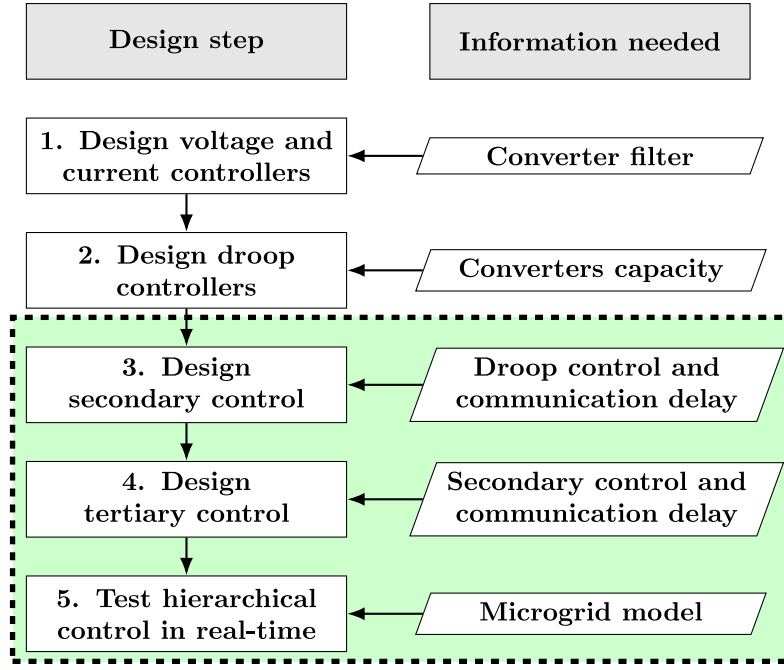 Design step
Information needed
1. Design voltage and
current controllers
Converter filter
2. Design droop
controllers
Converters capacity
3. Design
secondary control
Droop control and
communication delay
4. Design
tertiary control
Secondary control and
communication delay
5. Test hierarchical
control in real-time
Microgrid model